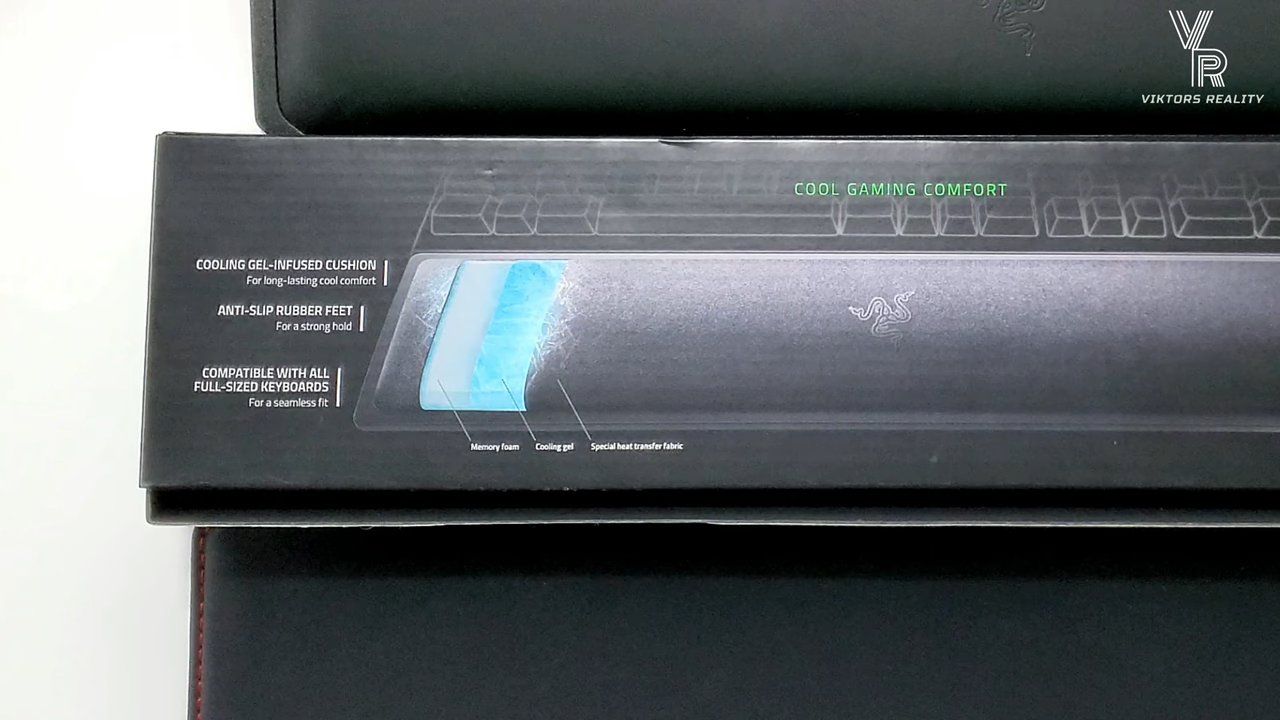 VR
VIKTORS REALITY
COOL GAMING COMFORT
COOLING GEL-INFUSED CUSHION
For long-lasting cool comfort
ANTI-SLIP RUBBER FEET
For a strong hold
COMPATIBLE WITH ALL
FULL-SIZED KEYBOARDS
For a seamless fit
Memory foam
Cooling gel
Special heat transfer fabric